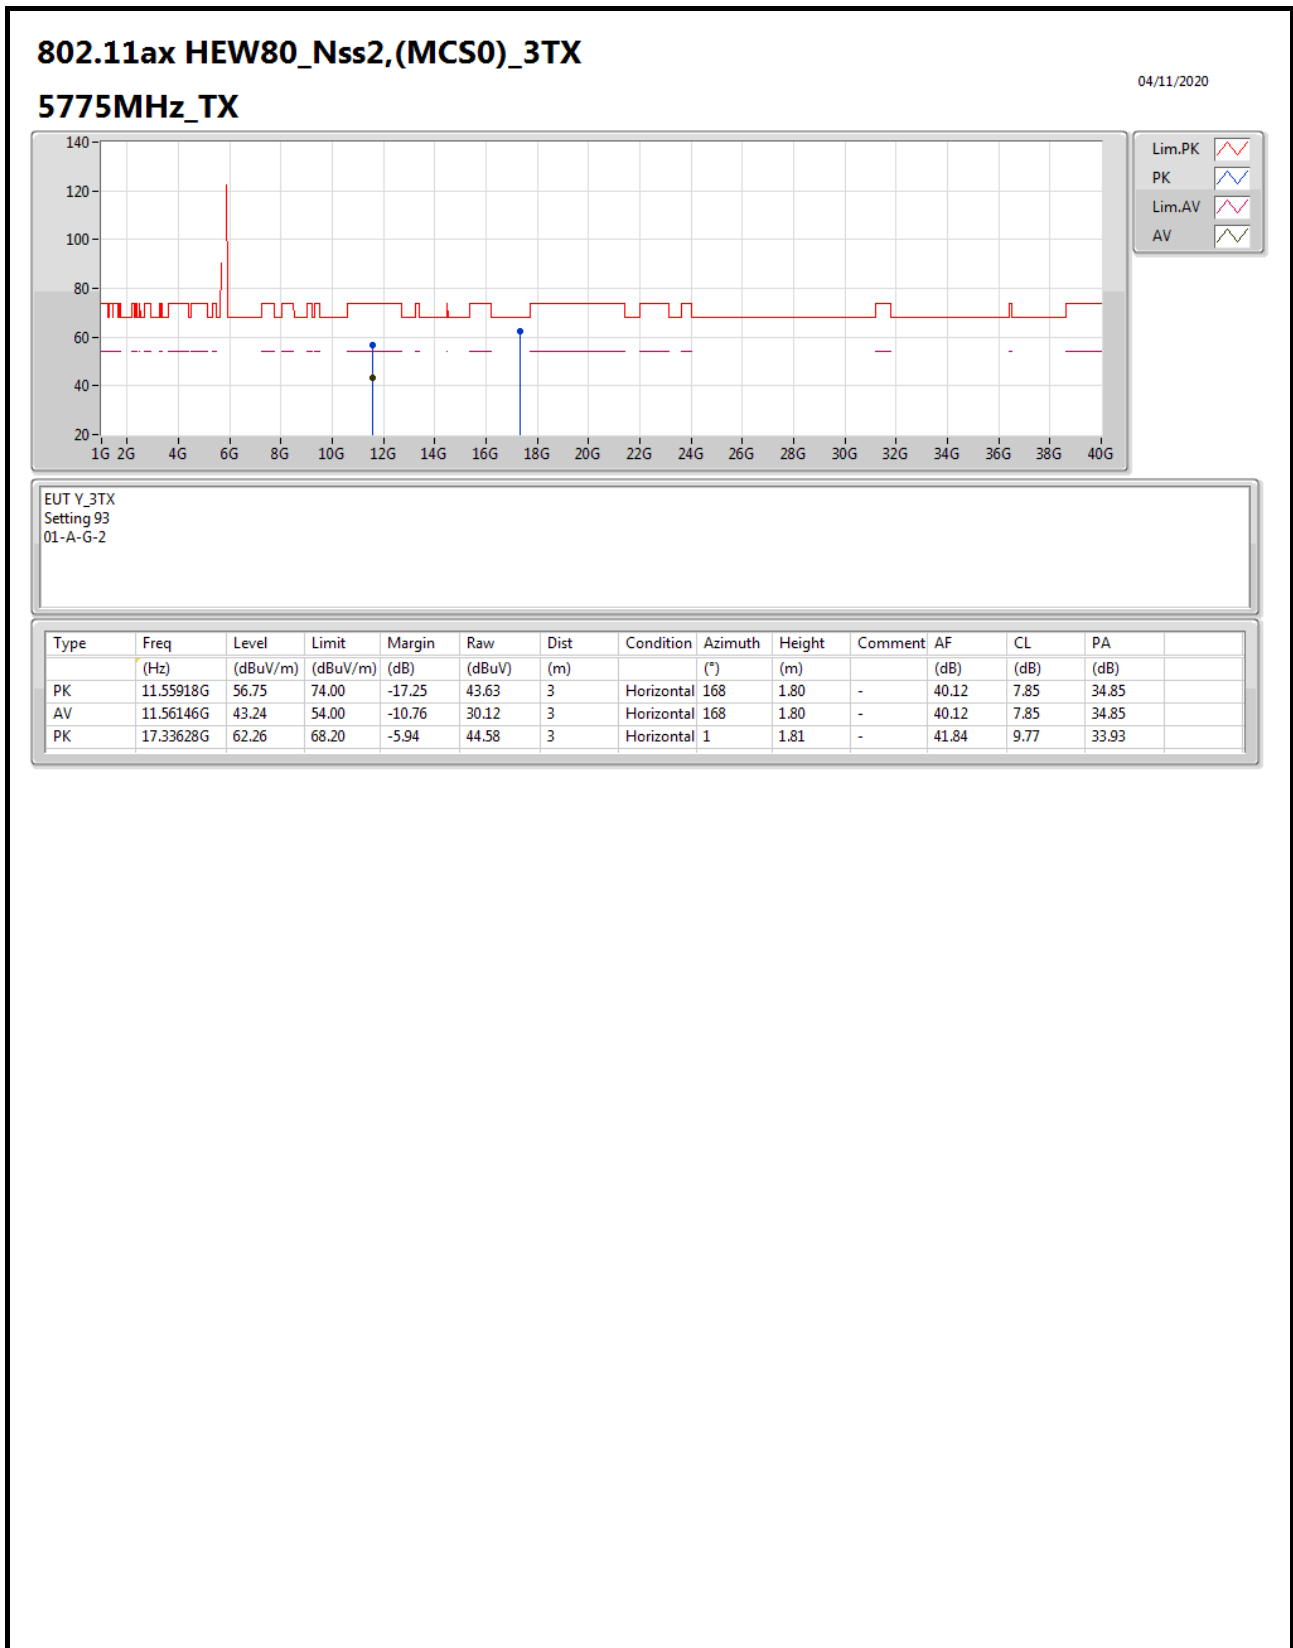 802.11ax HEW80_Nss2,(MCS0)_3TX
04/11/2020
5775MHz_TX
140
120
100
80
60
40
20
1G 2G 4G 6G 8G 10G 12G 14G 16G 18G 20G 22G 24G 26G 28G 30G 32G 34G 36G 38G 40G
Lim.PK
PK
Lim.AV
AV
EUT Y_3TX
Setting 93
01-A-G-2
Type Freq Level Limit Margin Raw Dist Condition Azimuth Height Comment AF CL PA
(Hz) (dBuV/m) (dBuV/m) (dB) (dBuV) (m) (°) (m) (dB) (dB) (dB)
PK 11.55918G 56.75 74.00 -17.25 43.63 3 Horizontal 168 1.80 - 40.12 7.85 34.85
AV 11.56146G 43.24 54.00 -10.76 30.12 3 Horizontal 168 1.80 - 40.12 7.85 34.85
PK 17.33628G 62.26 68.20 -5.94 44.58 3 Horizontal 1 1.81 - 41.84 9.77 33.93